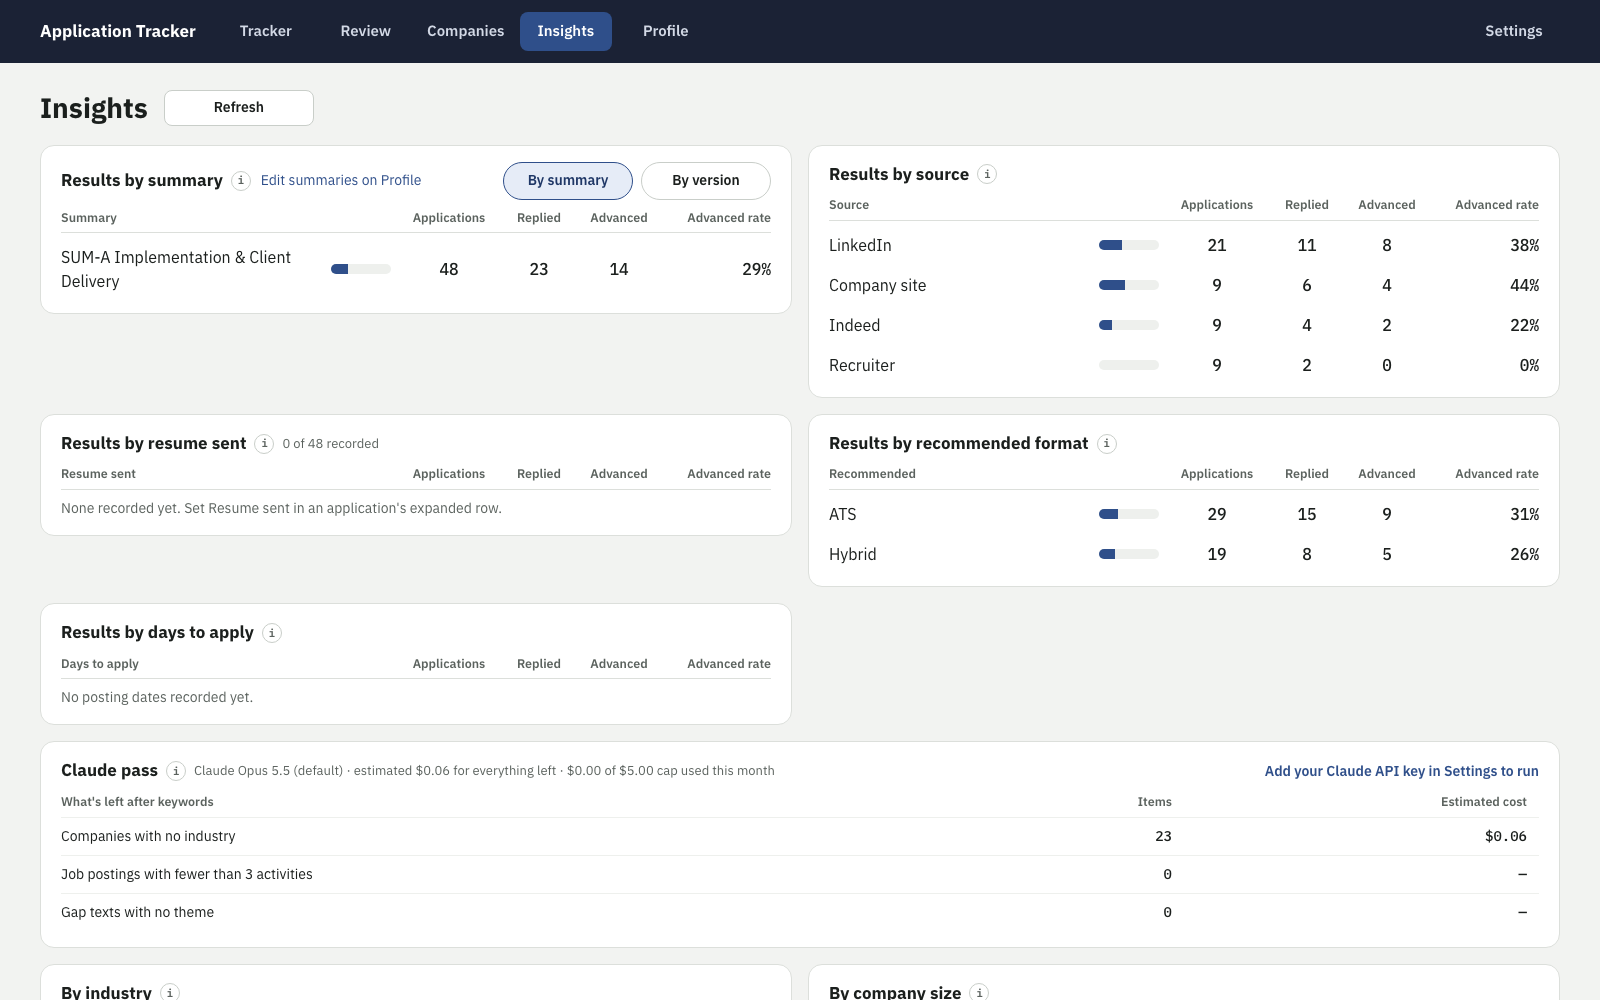 Application Tracker
Tracker
Review
Companies
Insights
Profile
Settings
Insights
Refresh
Results by summary i Edit summaries on Profile
By summary
By version
Summary Applications Replied Advanced Advanced rate
SUM-A Implementation & Client
Delivery
48 23 14 29%
Results by source i
Source Applications Replied Advanced Advanced rate
LinkedIn 21 11 8 38%
Company site 9 6 4 44%
Indeed 9 4 2 22%
Recruiter 9 2 0 0%
Results by resume sent i 0 of 48 recorded
Resume sent Applications Replied Advanced Advanced rate
None recorded yet. Set Resume sent in an application's expanded row.
Results by recommended format i
Recommended Applications Replied Advanced Advanced rate
ATS 29 15 9 31%
Hybrid 19 8 5 26%
Results by days to apply i
Days to apply Applications Replied Advanced Advanced rate
No posting dates recorded yet.
Claude pass i Claude Opus 5.5 (default) · estimated $0.06 for everything left · $0.00 of $5.00 cap used this month
Add your Claude API key in Settings to run
What's left after keywords Items Estimated cost
Companies with no industry 23 $0.06
Job postings with fewer than 3 activities 0 –
Gap texts with no theme 0 –
By industry i
By company size i